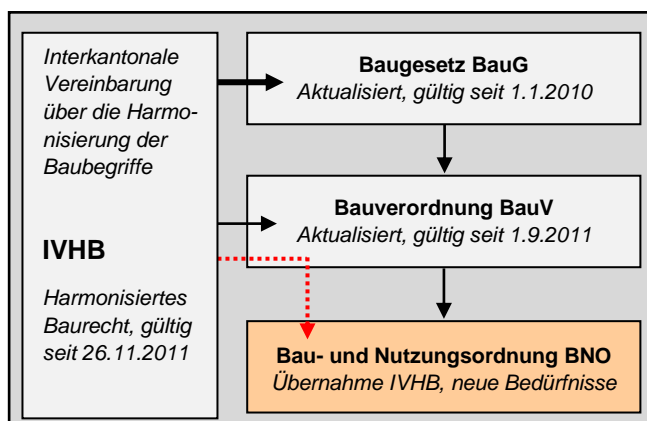 Interkantonale
Vereinbarung
über die Harmo-
nisierung der
Baubegriffe
IVHB
Harmonisiertes
Baurecht, gültig
seit 26.11.2011
Baugesetz BauG
Aktualisiert, gültig seit 1.1.2010
Bauverordnung BauV
Aktualisiert, gültig seit 1.9.2011
Bau- und Nutzungsordnung BNO
Übernahme IVHB, neue Bedürfnisse